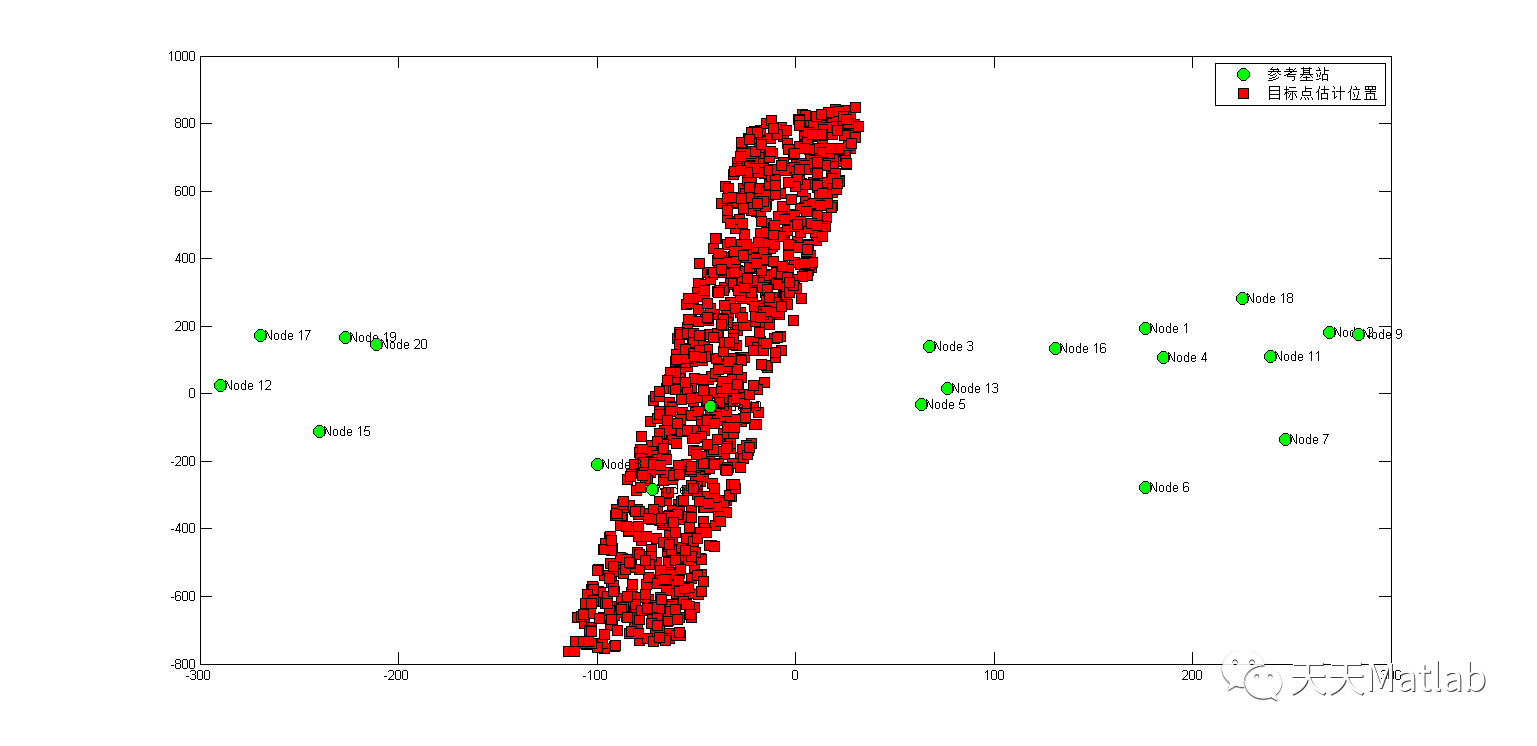 1000
参考基站
目标点估计位置
800
600
400
Node 18
200
Node 17
Node 19
Node 20
Node 1
Node 9
Node 3
Node 16
Node 4
Node 11
0
Node 12
Node 13
Node 5
Node 15
Node 7
-200
Node
Node
Node 6
-400
-600
-800
-300
-200
-100
0
100
200
天天Matlab